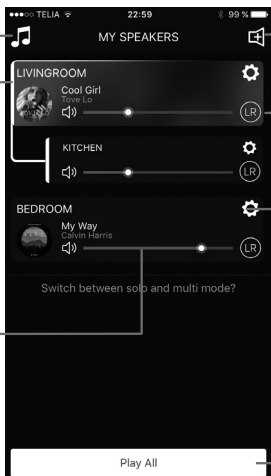 TELIA 22:59 99 %
MY SPEAKERS
LIVINGROOM
Cool Girl
Tove Lo
LR
KITCHEN
LR
BEDROOM
My Way
Calvin Harris
LR
Switch between solo and multi mode?
Play All